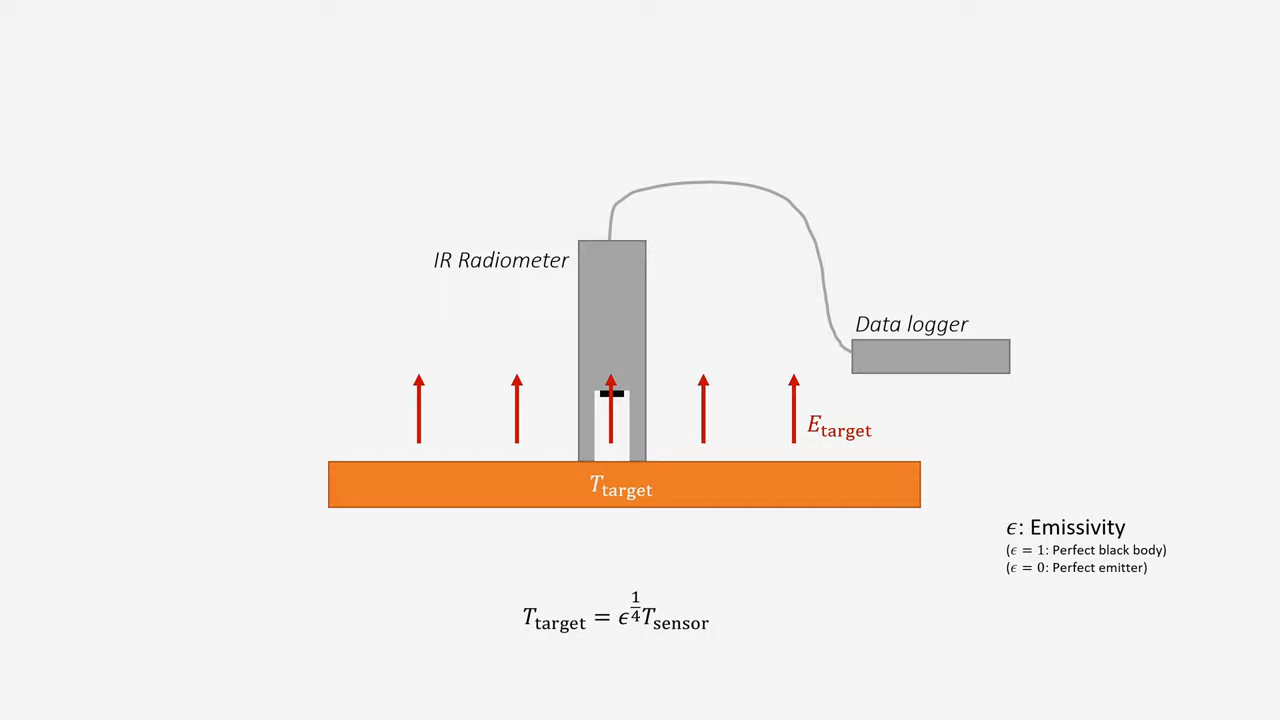 IR Radiometer
Data logger
E_target
T_target
ϵ: Emissivity
(ϵ = 1: Perfect black body)
(ϵ = 0: Perfect emitter)
T_target = ϵ^(1/4) T_sensor